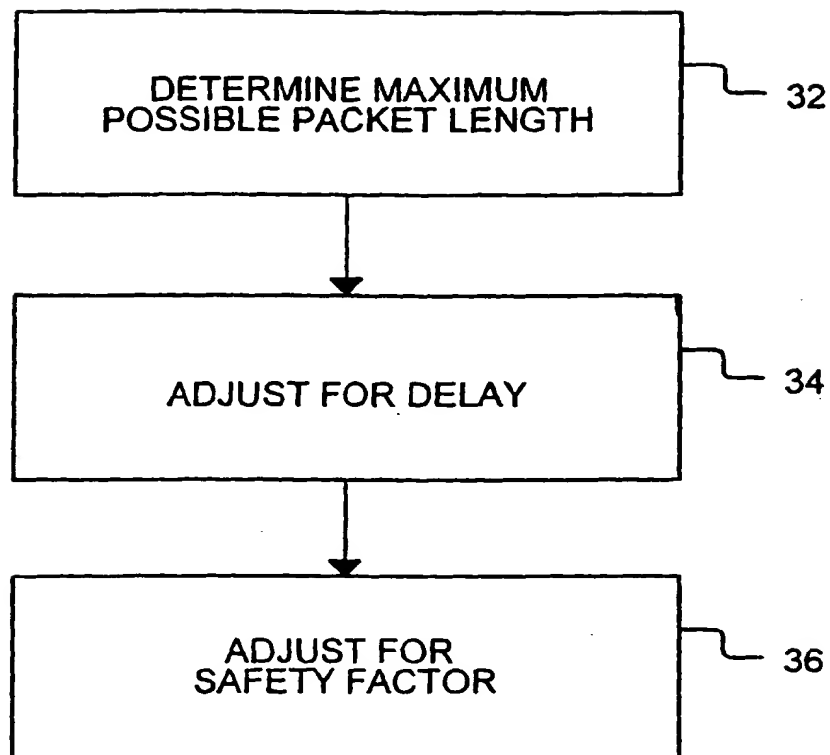 DETERMINE MAXIMUM
POSSIBLE PACKET LENGTH
32
ADJUST FOR DELAY
34
ADJUST FOR
SAFETY FACTOR
36